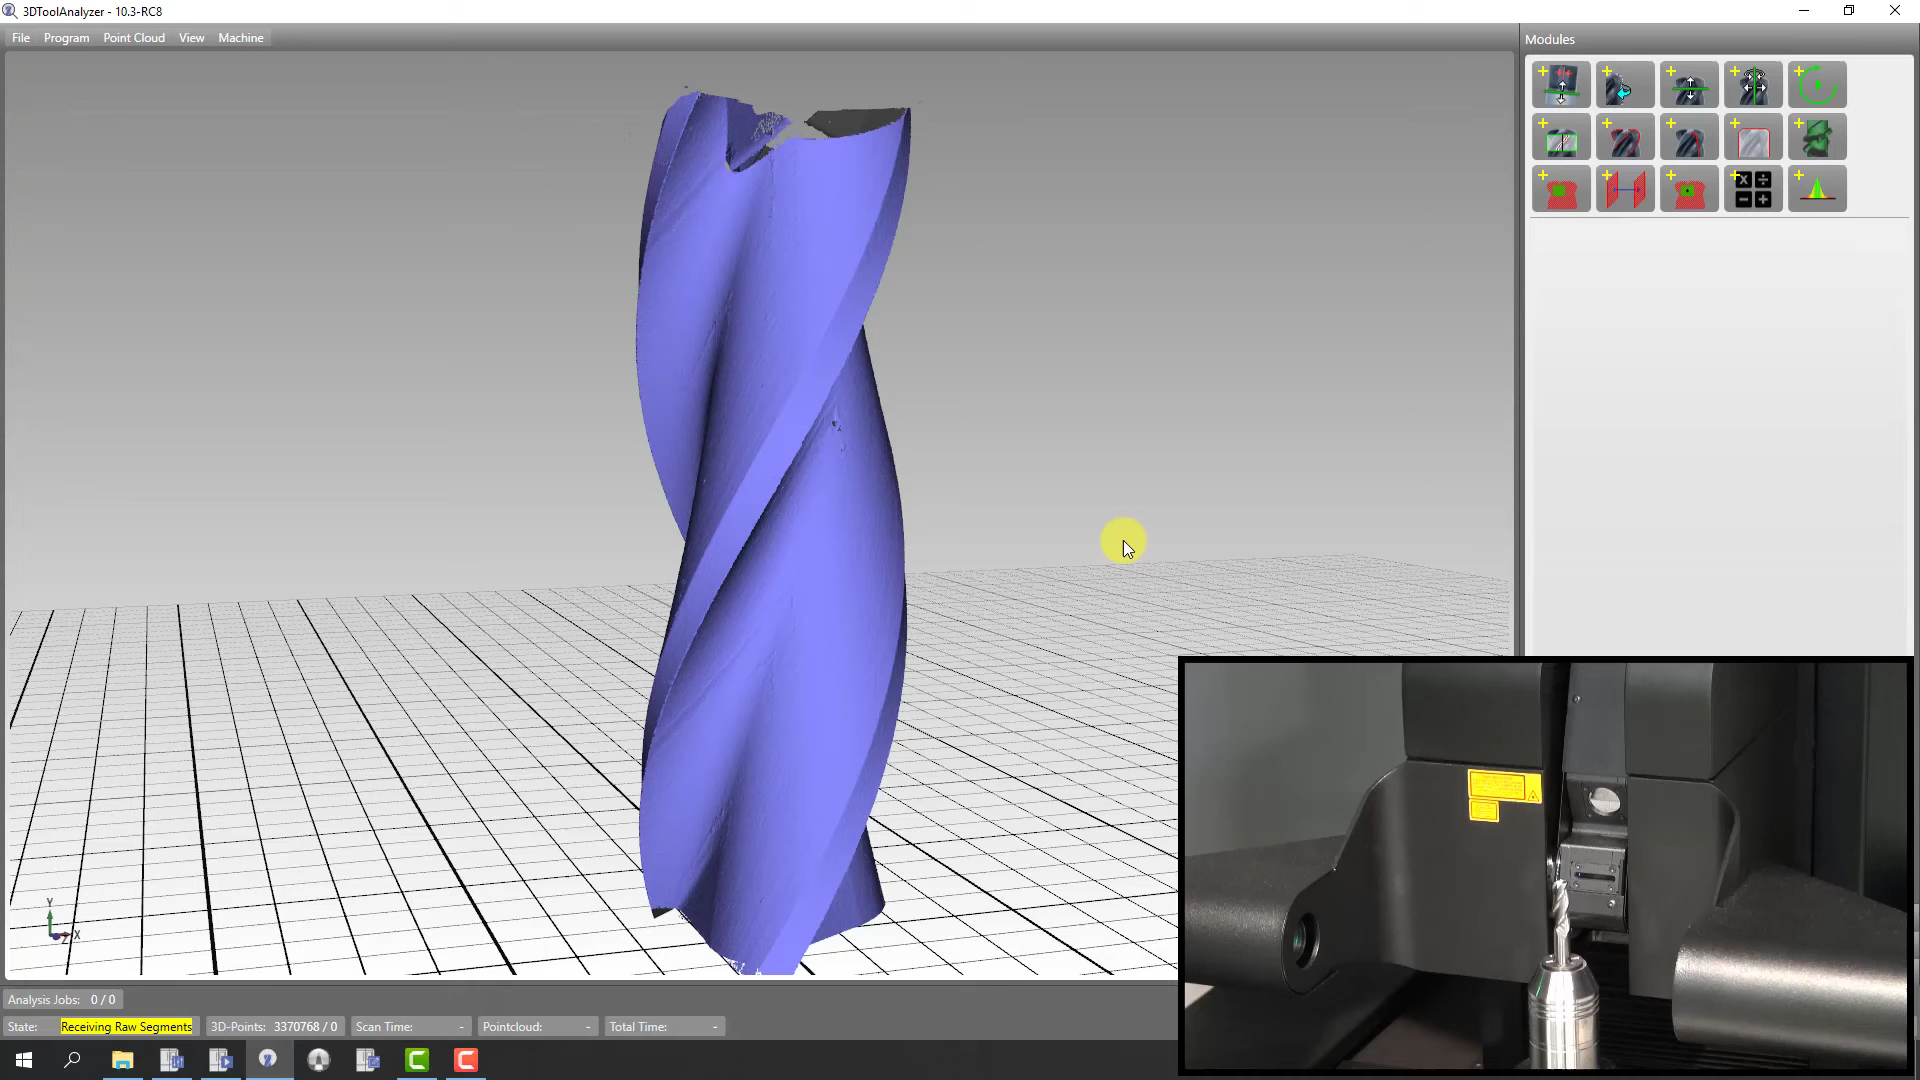 3DToolAnalyzer - 10.3-RC8
File Program Point Cloud View Machine
Modules
Y
Z X
Analysis Jobs: 0 / 0
State: Receiving Raw Segments 3D-Points: 3370768 / 0 Scan Time: - Pointcloud: - Total Time: -